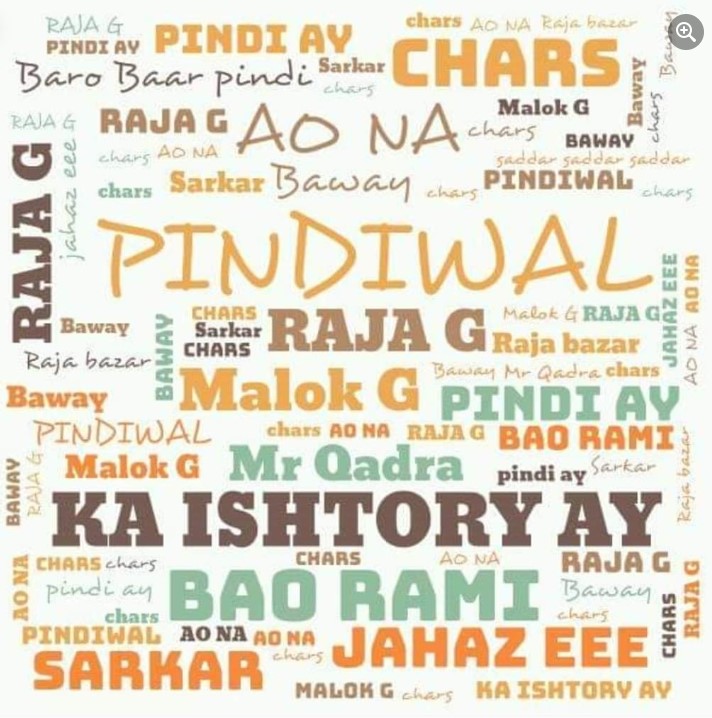 RAJA G chars AO NA Raja bazar
PINDI AY PINDI AY
Baro Baar pindi Sarkar CHARS
chars
Baway
Baway
RAJA G RAJA G AO NA chars Malok G
chars
chars AO NA BAWAY
saddar saddar saddar
chars Sarkar Baway chars PINDIWAL chars
RAJA G
jahaz eee
PINDIWAL
JAHAZ EEE
AO NA
AO NA
Baway BAWAY CHARS RAJA G Malok G RAJA G
Sarkar
CHARS Raja bazar
Raja bazar Baway Mr Qadra chars
Baway Malok G PINDI AY
PINDIWAL chars AO NA RAJA G BAO RAMI
Malok G Mr Qadra pindi ay Sarkar
BAWAY
RAJA G
Raja bazar
KA ISHTORY AY
CHARS chars CHARS AO NA RAJA G
AO NA
pindi ay BAO RAMI Baway
chars chars
CHARS
RAJA G
PINDIWAL AO NA AO NA JAHAZ EEE
SARKAR chars
MALOK G chars KA ISHTORY AY